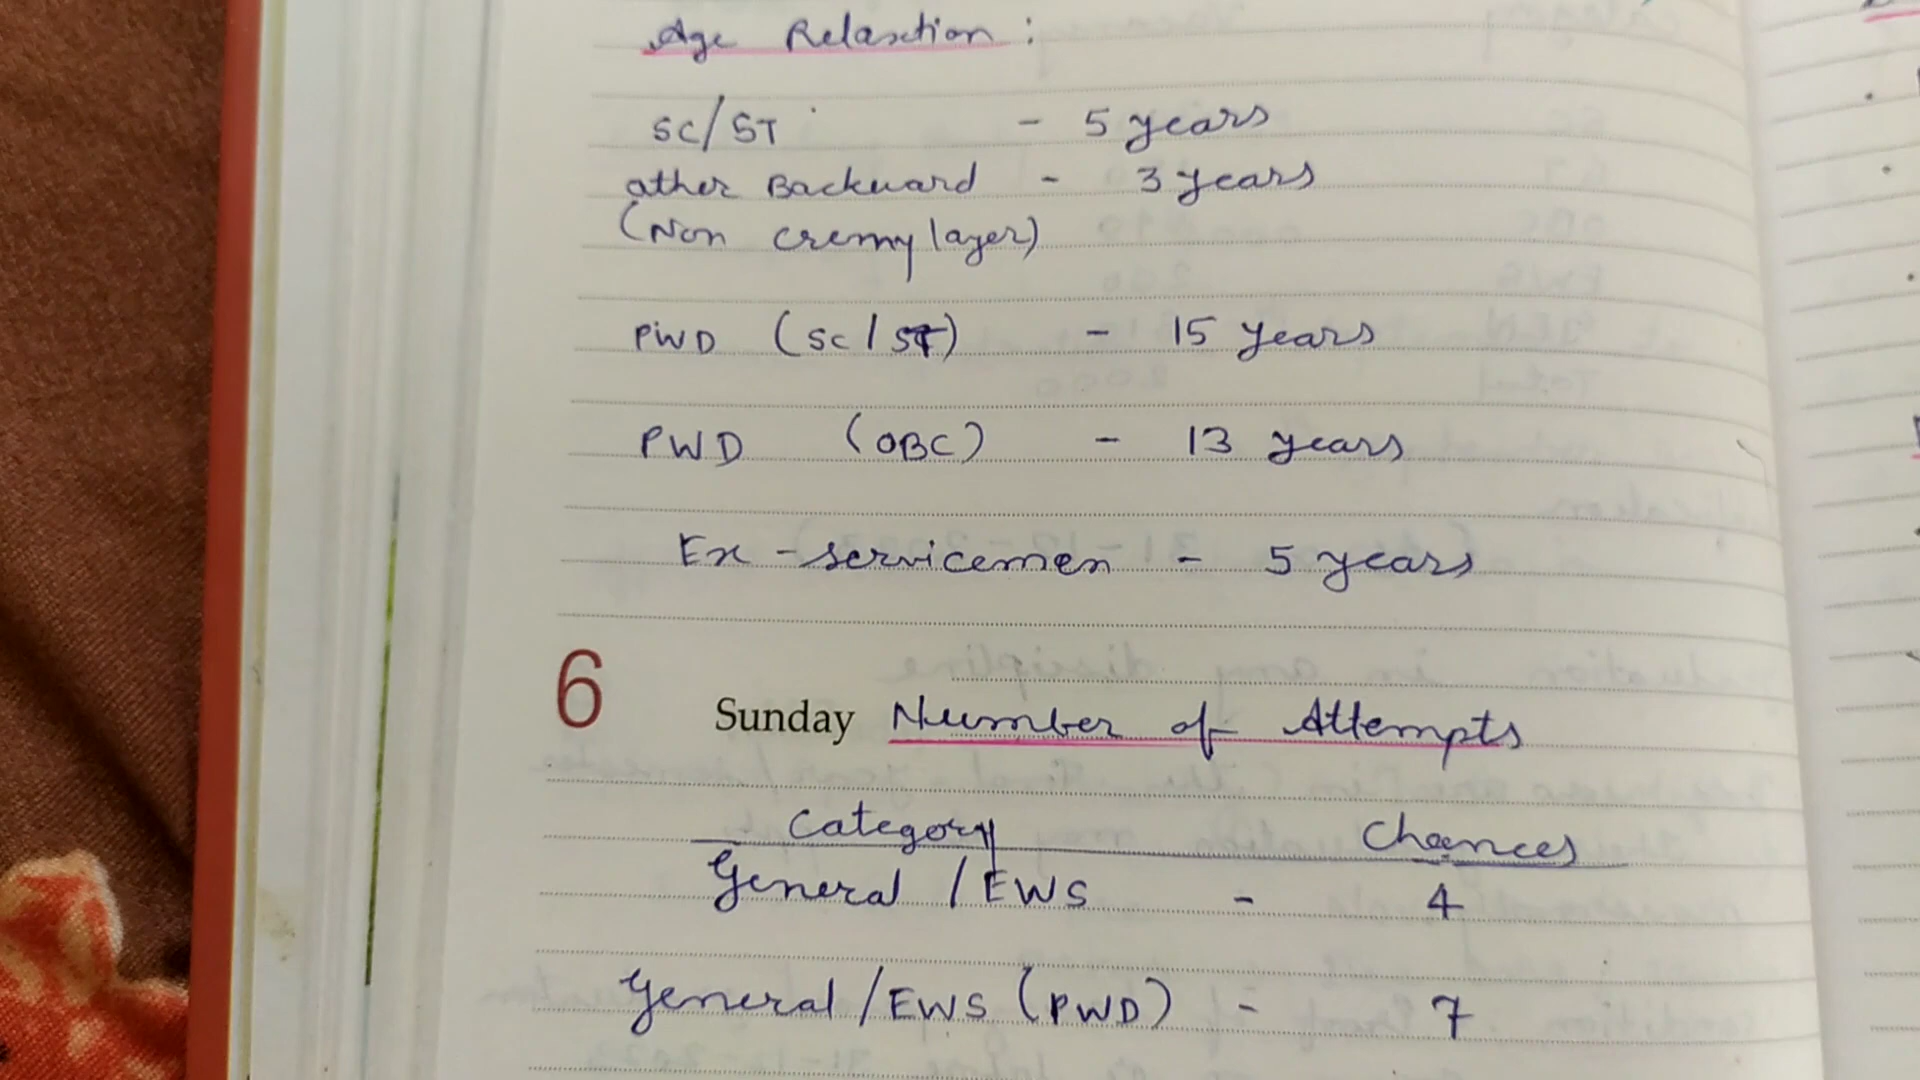 Age Relaxtion :
SC/ST - 5 years
other Backward - 3 years
(Non cremy layer)
PWD (SC/ST) - 15 years
PWD (OBC) - 13 years
Ex-servicemen - 5 years
6 Sunday Number of Attempts
Category Chances
General / EWS - 4
General / EWS (PWD) - 7